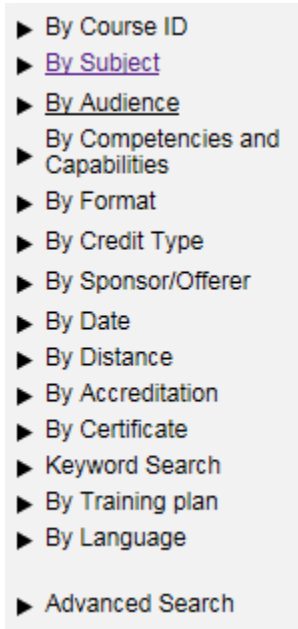 By Course ID
By Subject
By Audience
By Competencies and
Capabilities
By Format
By Credit Type
By Sponsor/Offerer
By Date
By Distance
By Accreditation
By Certificate
Keyword Search
By Training plan
By Language
Advanced Search